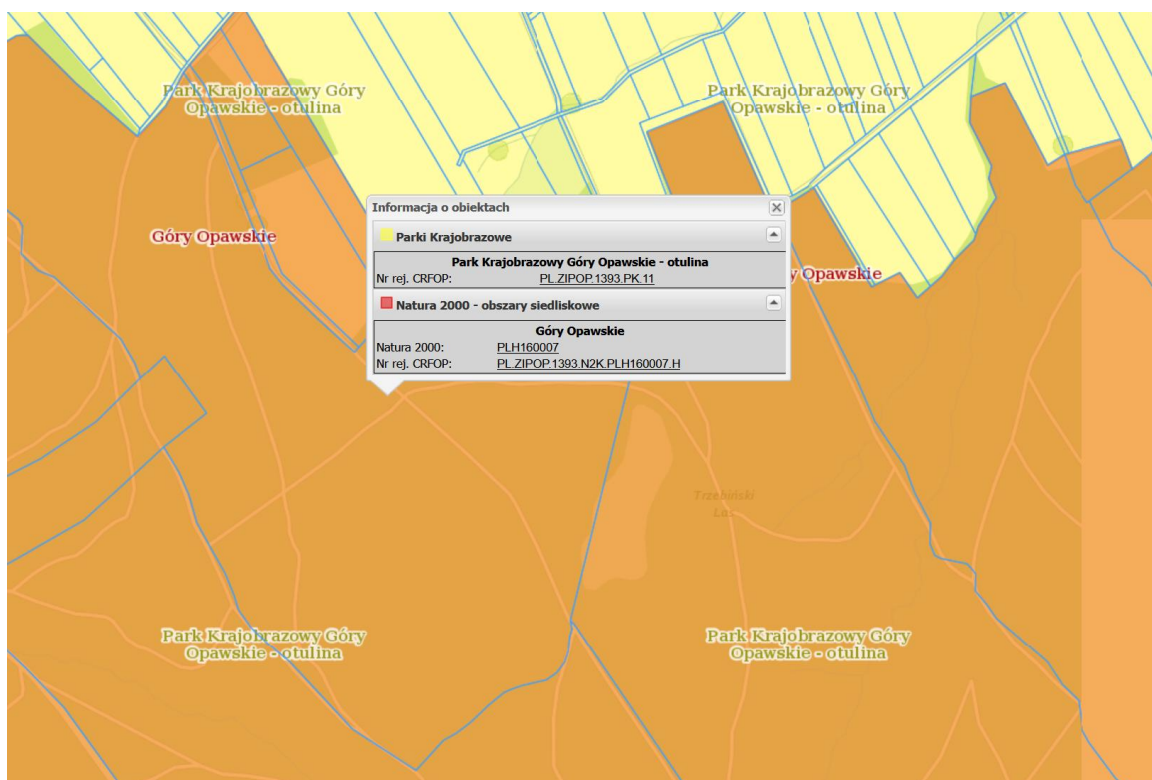 Park Krajobrazowy Góry
Opawskie - otulina
Park Krajobrazowy Góry
Opawskie - otulina
Góry Opawskie
Informacja o obiektach
Parki Krajobrazowe
Park Krajobrazowy Góry Opawskie - otulina
Nr rej. CRFOP: PL.ZIPOP.1393.PK.11
Natura 2000 - obszary siedliskowe
Góry Opawskie
Natura 2000: PLH160007
Nr rej. CRFOP: PL.ZIPOP.1393.N2K.PLH160007.H
y Opawskie
Trzebiński
Las
Park Krajobrazowy Góry
Opawskie - otulina
Park Krajobrazowy Góry
Opawskie - otulina